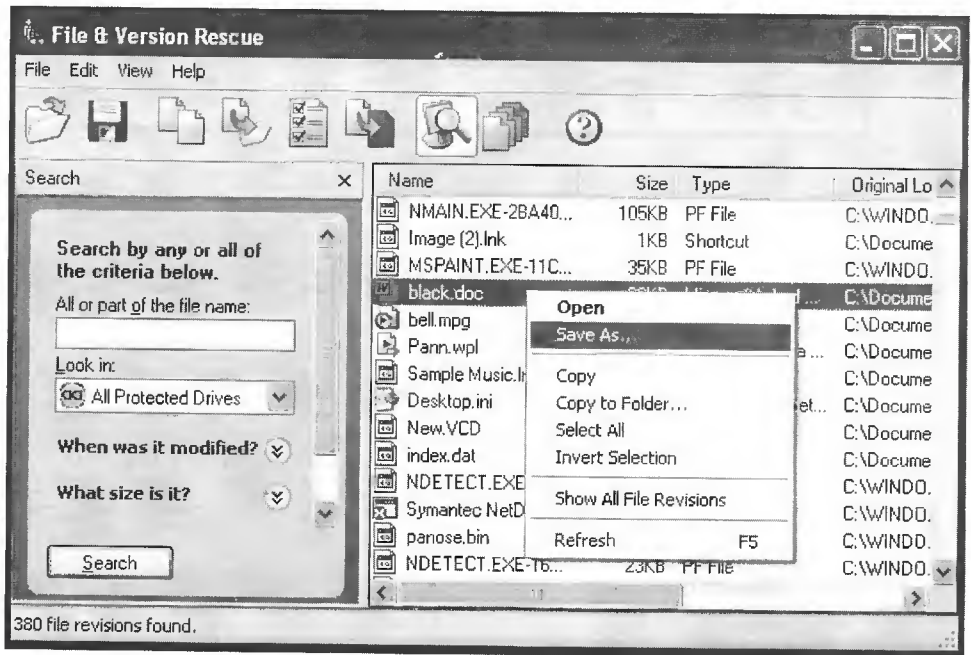 File & Version Rescue
File Edit View Help
Search
Search by any or all of
the criteria below.
All or part of the file name:
Look in:
All Protected Drives
When was it modified?
What size is it?
Search
Name Size Type Original Lo
NMAIN.EXE-2BA40... 105KB PF File C:\WINDO.
Image (2).lnk 1KB Shortcut C:\Docume
MSPAINT.EXE-11C... 35KB PF File C:\WINDO.
black.doc C:\Docume
bell.mpg C:\Docume
Pann.wpl a ... C:\Docume
Sample Music.ln C:\Docume
Desktop.ini et... C:\Docume
New.VCD C:\Docume
index.dat C:\Docume
NDETECT.EXE C:\WINDO.
Symantec NetD C:\WINDO.
panose.bin C:\WINDO.
NDETECT.EXE-16... 23KB PF File C:\WINDO.
Open
Save As...
Copy
Copy to Folder...
Select All
Invert Selection
Show All File Revisions
Refresh F5
380 file revisions found.